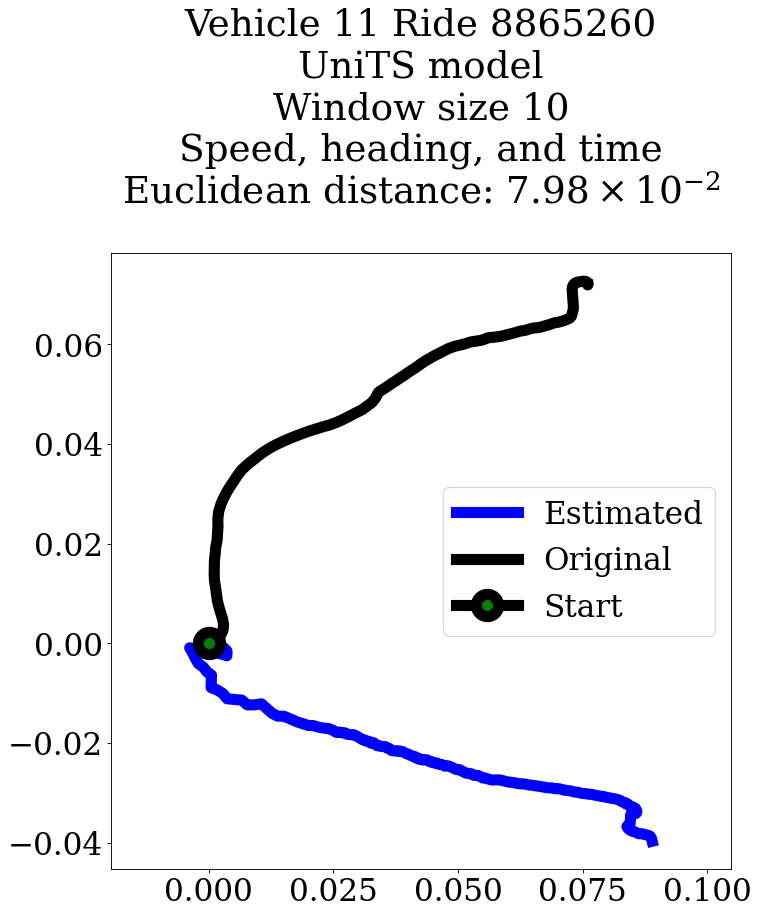 Vehicle 11 Ride 8865260
UniTS model
Window size 10
Speed, heading, and time
Euclidean distance: 7.98 × 10⁻²
0.06
0.04
0.02
0.00
−0.02
−0.04
Estimated
Original
Start
0.000 0.025 0.050 0.075 0.100